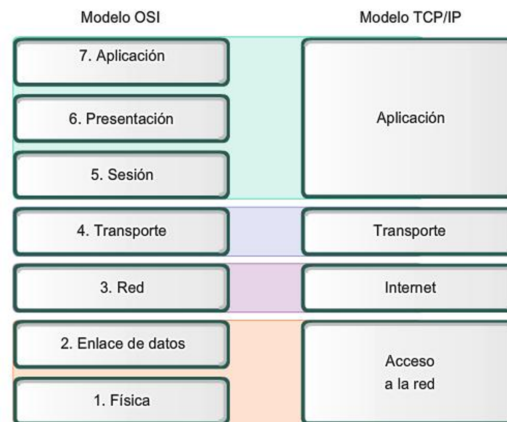 Modelo OSI
Modelo TCP/IP
7. Aplicación
6. Presentación
5. Sesión
Aplicación
4. Transporte
Transporte
3. Red
Internet
2. Enlace de datos
1. Física
Acceso
a la red